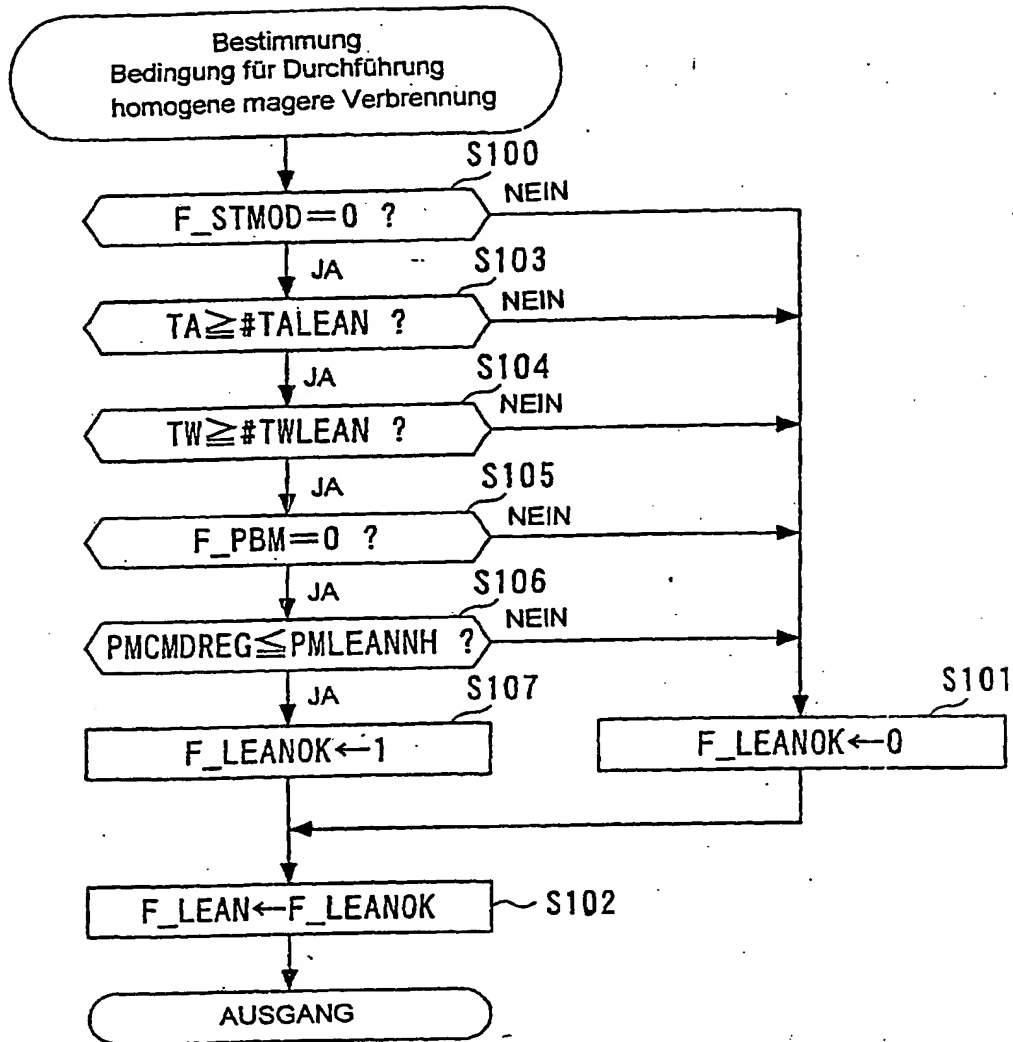 Bestimmung
Bedingung für Durchführung
homogene magere Verbrennung
S100
F_STMOD==0 ?
NEIN
JA
S103
TA≧#TALEAN ?
NEIN
JA
S104
TW≧#TWLEAN ?
NEIN
JA
S105
F_PBM==0 ?
NEIN
JA
S106
PMCMDREG≦PMLEANNH ?
NEIN
JA
S107
F_LEANOK←1
S101
F_LEANOK←0
F_LEAN←F_LEANOK
S102
AUSGANG